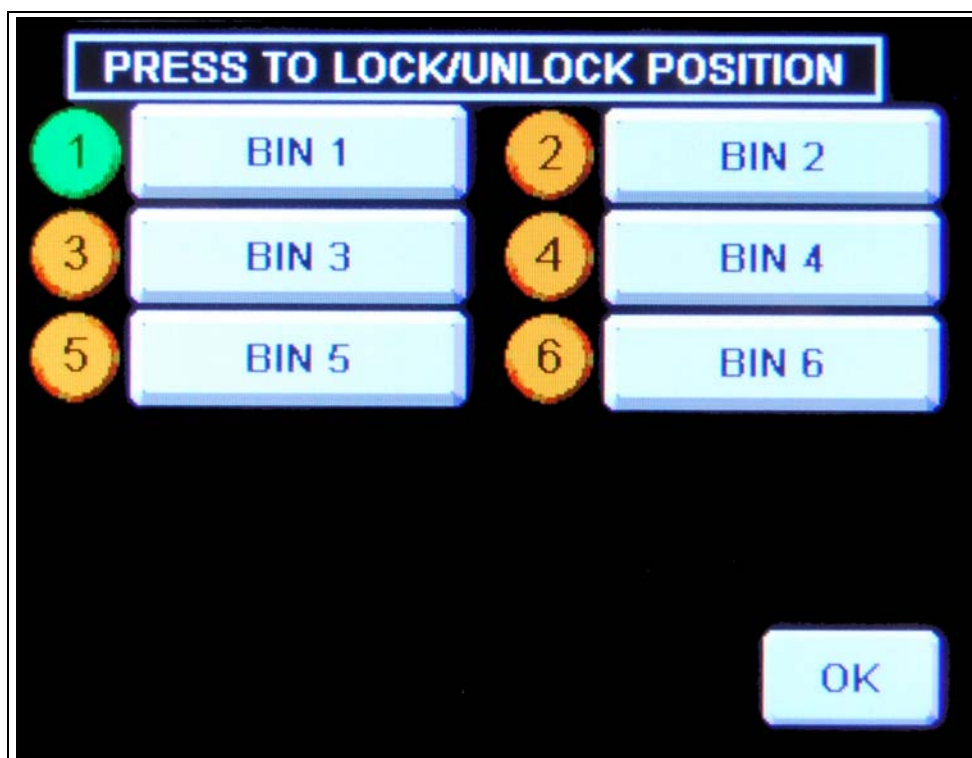 PRESS TO LOCK/UNLOCK POSITION
1 BIN 1 2 BIN 2
3 BIN 3 4 BIN 4
5 BIN 5 6 BIN 6
OK